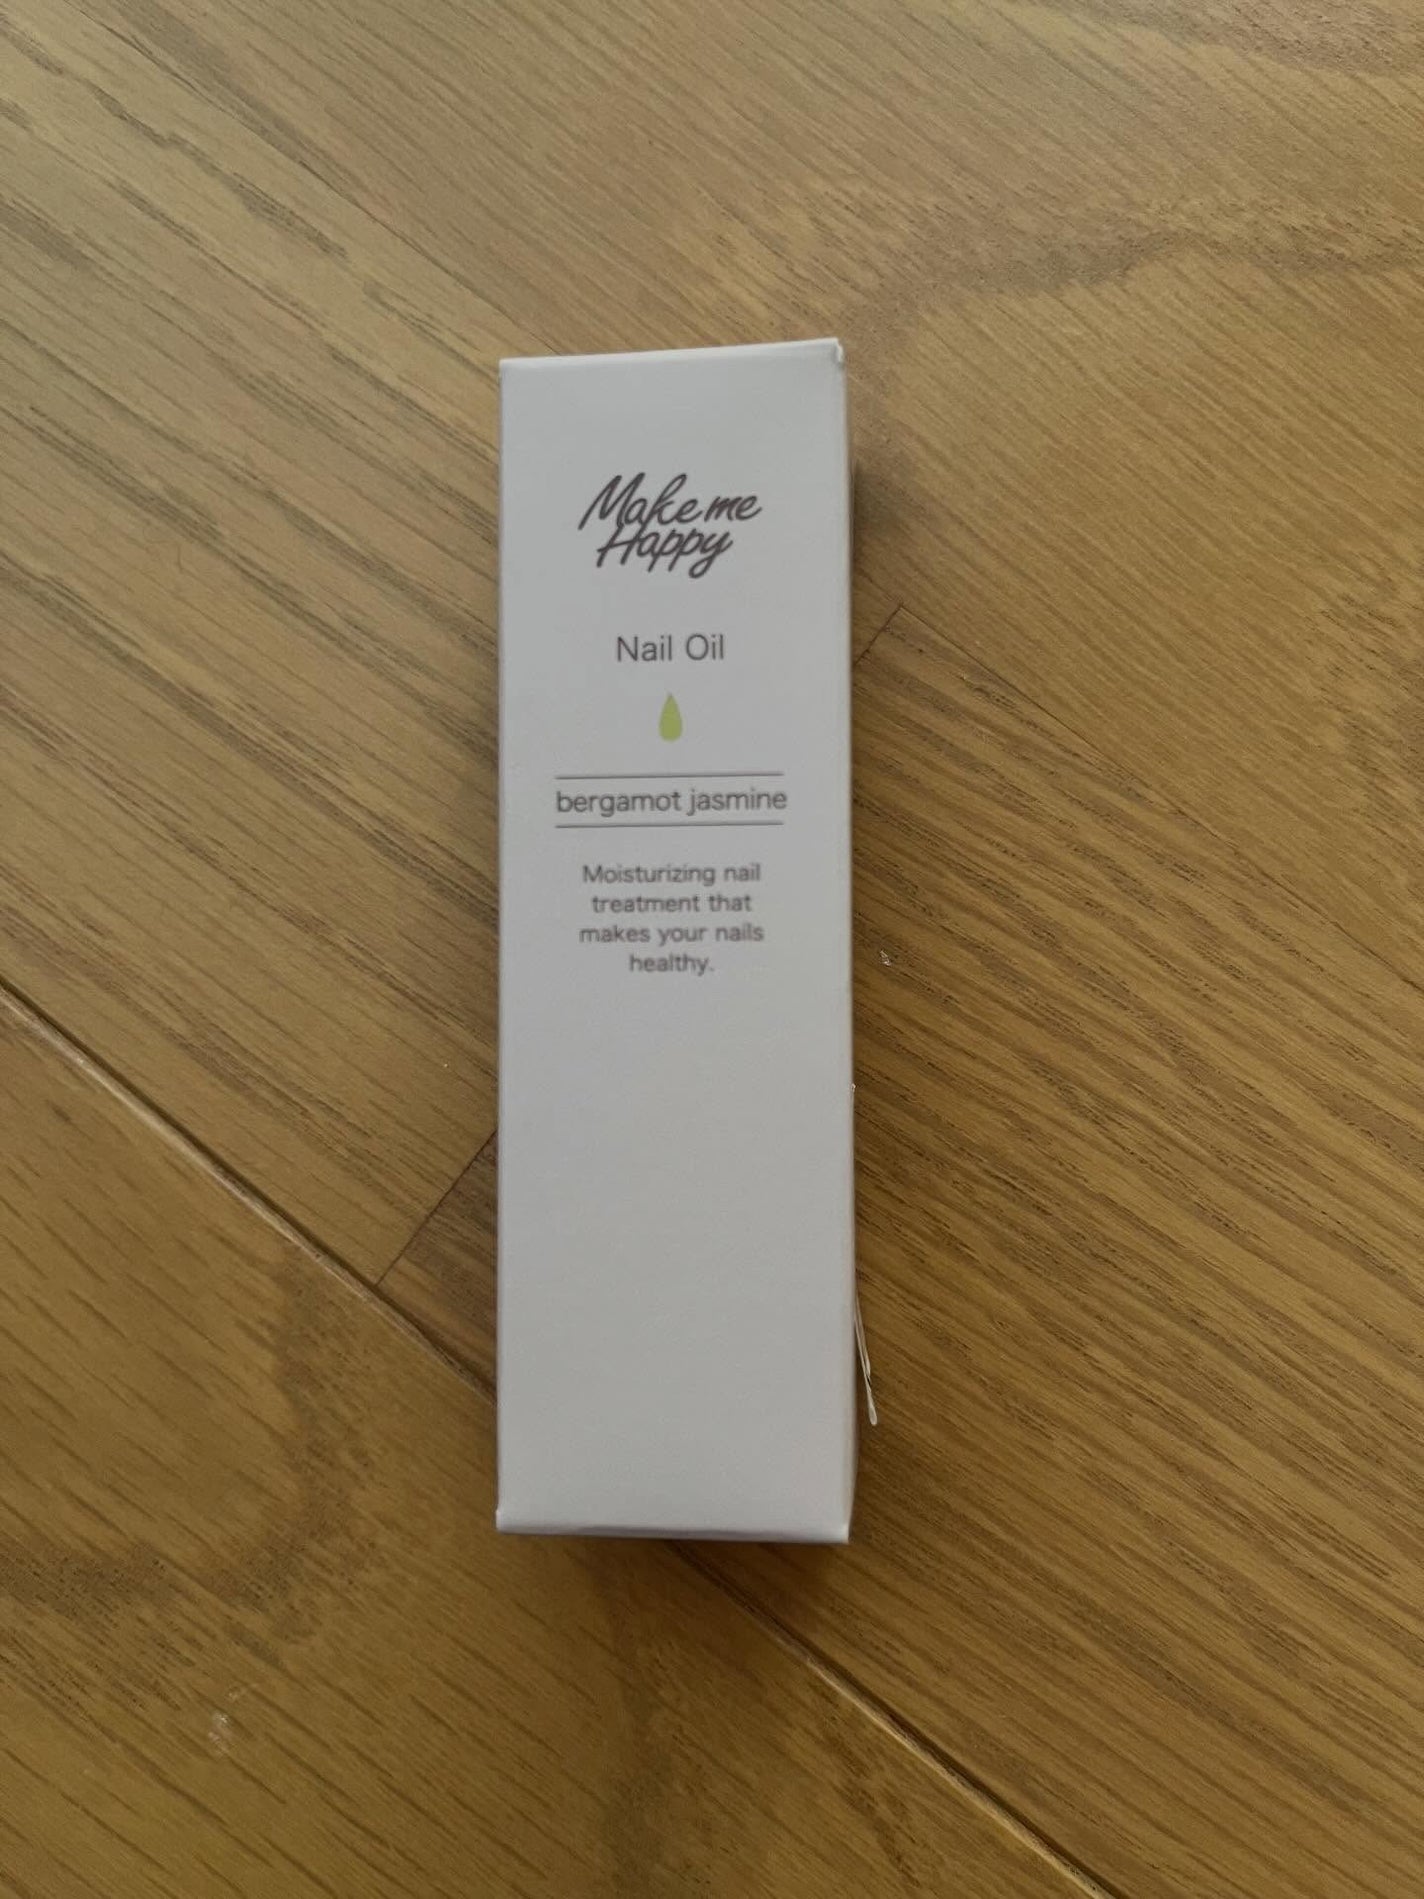 Make me
Happy
Nail Oil
bergamot jasmine
Moisturizing nail
treatment that
makes your nails
healthy.